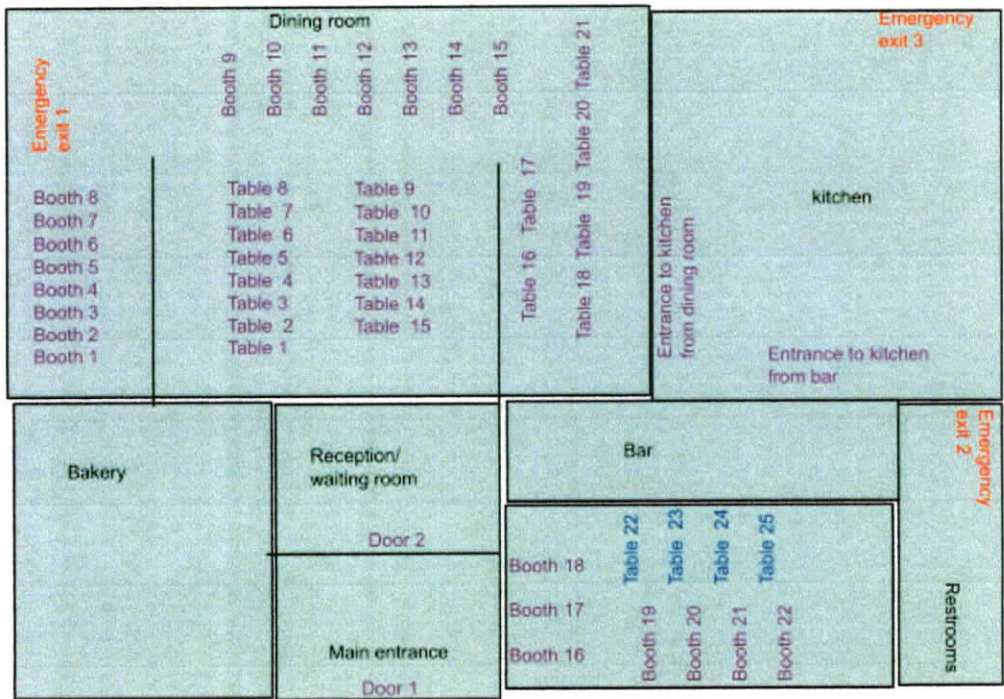 Dining room
Emergency
exit 1
Booth 9
Booth 10
Booth 11
Booth 12
Booth 13
Booth 14
Booth 15
Table 21
Table 20
Table 19
Table 18
Table 17
Table 16
Booth 8
Booth 7
Booth 6
Booth 5
Booth 4
Booth 3
Booth 2
Booth 1
Table 8
Table 7
Table 6
Table 5
Table 4
Table 3
Table 2
Table 1
Table 9
Table 10
Table 11
Table 12
Table 13
Table 14
Table 15
Emergency
exit 3
kitchen
Entrance to kitchen
from dining room
Entrance to kitchen
from bar
Bakery
Reception/
waiting room
Door 2
Main entrance
Door 1
Bar
Table 22
Table 23
Table 24
Table 25
Booth 18
Booth 17
Booth 16
Booth 19
Booth 20
Booth 21
Booth 22
Emergency
exit 2
Restrooms